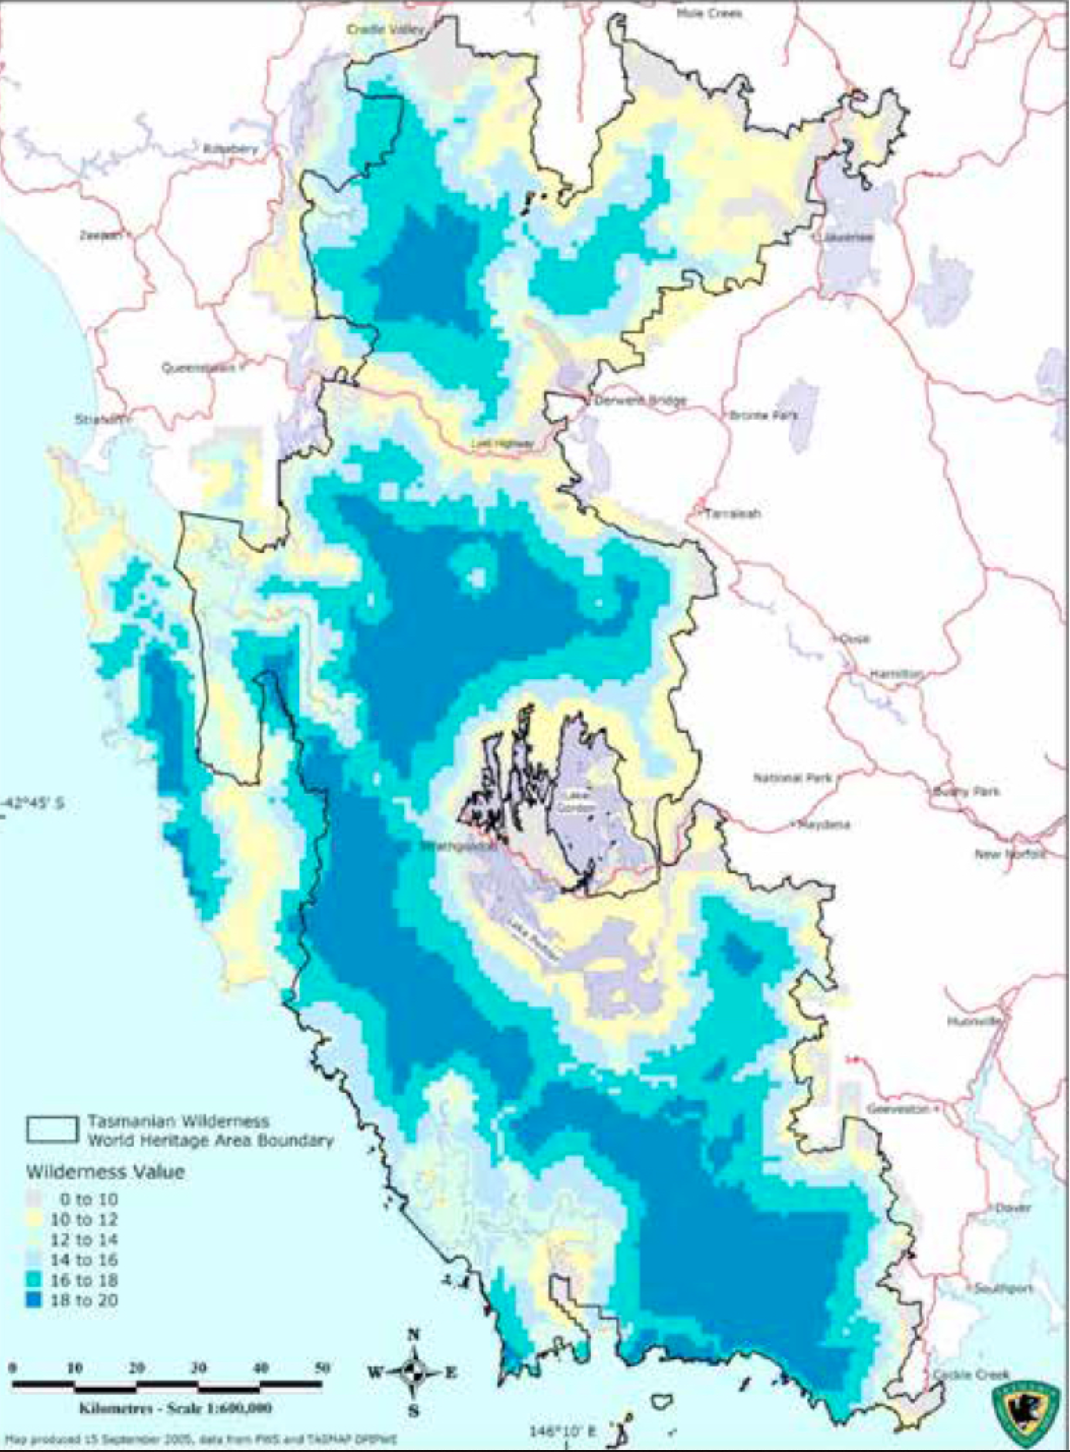 Mole Creek
Cradle Valley
Rosebery
Zeehan
Queenstown
Strahan
Derwent Bridge
Bronte Park
Lyell Highway
Tarraleah
Ouse
Hamilton
National Park
Bushy Park
-42°45' S
Lake
Gordon
Maydena
New Norfolk
Strathgordon
Lake Pedder
Huonville
Geeveston
Tasmanian Wilderness
World Heritage Area Boundary
Wilderness Value
0 to 10
10 to 12
12 to 14
14 to 16
16 to 18
18 to 20
Dover
Southport
N
W E
S
0 10 20 30 40 50
Kilometres - Scale 1:600,000
Cockle Creek
TASMANIA
Map produced 15 September 2005, data from PWS and TASMAP DPIPWE
146°10' E